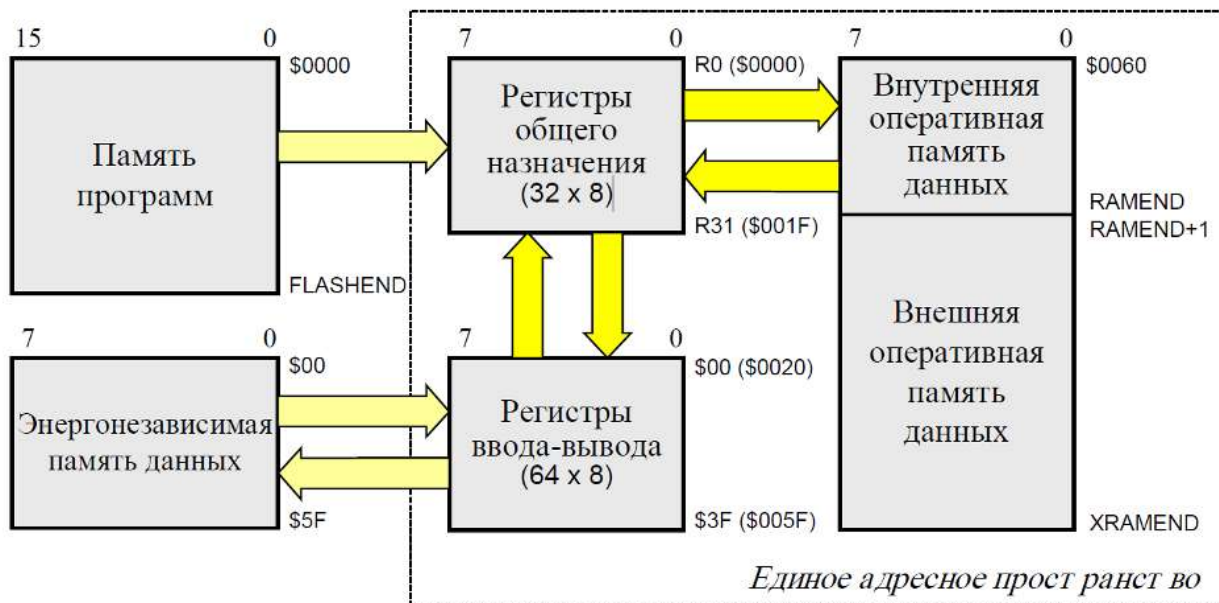 15 0
$0000
Память
программ
FLASHEND
7 0
R0 ($0000)
Регистры
общего
назначения
(32 x 8)
R31 ($001F)
7 0
$0060
Внутренняя
оперативная
память
данных
RAMEND
RAMEND+1
Внешняя
оперативная
память
данных
XRAMEND
7 0
$00
Энергонезависимая
память данных
$5F
7 0
$00 ($0020)
Регистры
ввода-вывода
(64 x 8)
$3F ($005F)
Единое адресное прост ранст во